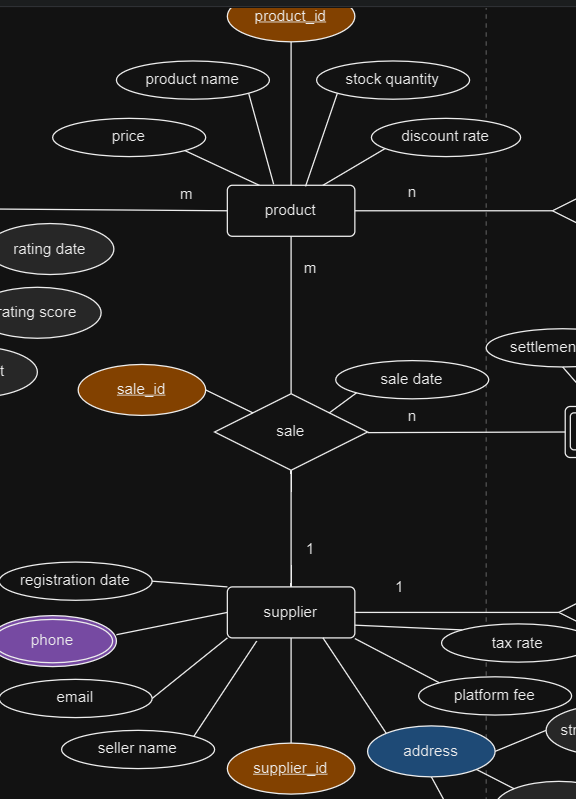 product_id
product name
stock quantity
price
discount rate
m
n
product
rating date
m
rating score
t
settlemen
sale_id
sale date
n
sale
1
registration date
1
supplier
phone
tax rate
email
platform fee
seller name
address
str
supplier_id